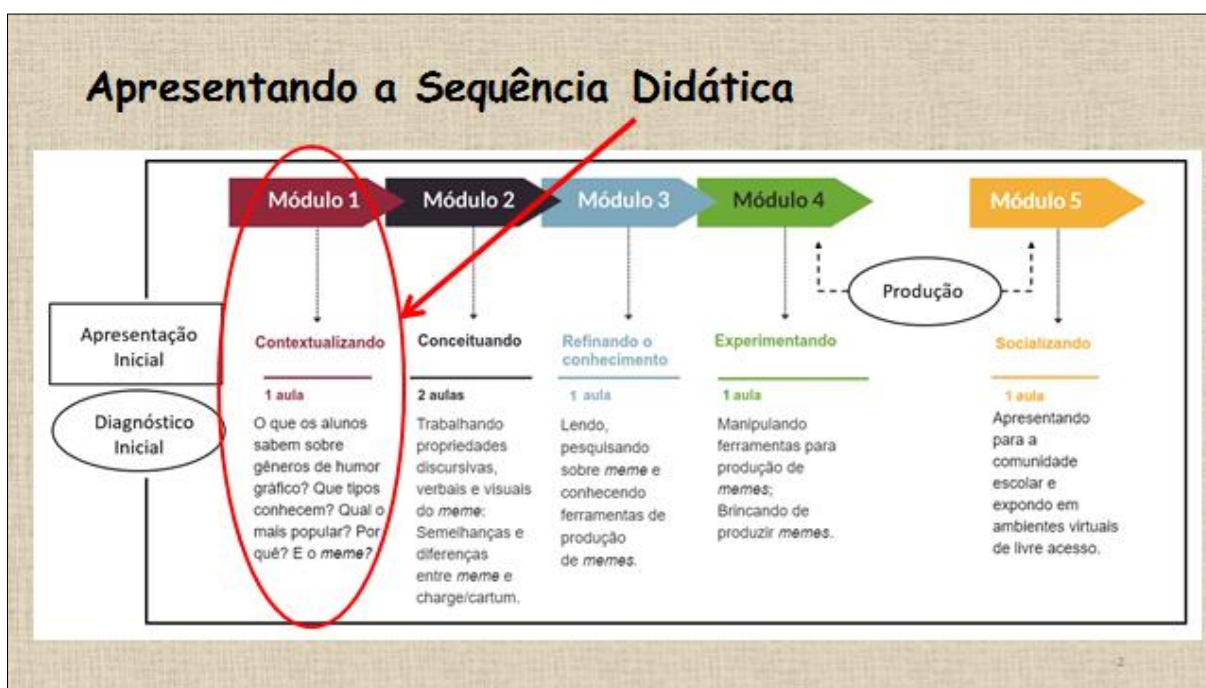 Apresentando a Sequência Didática
Módulo 1
Módulo 2
Módulo 3
Módulo 4
Módulo 5
Produção
Apresentação
Inicial
Diagnóstico
Inicial
Contextualizando
1 aula
O que os alunos
sabem sobre
gêneros de humor
gráfico? Que tipos
conhecem? Qual o
mais popular? Por
quê? E o meme?
Conceituando
2 aulas
Trabalhando
propriedades
discursivas,
verbais e visuais
do meme;
Semelhanças e
diferenças
entre meme e
charge/cartum.
Refinando o
conhecimento
1 aula
Lendo,
pesquisando
sobre meme e
conhecendo
ferramentas de
produção
de memes.
Experimentando
1 aula
Manipulando
ferramentas para
produção de
memes;
Brincando de
produzir memes.
Socializando
1 aula
Apresentando
para a
comunidade
escolar e
expondo em
ambientes virtuais
de livre acesso.
2